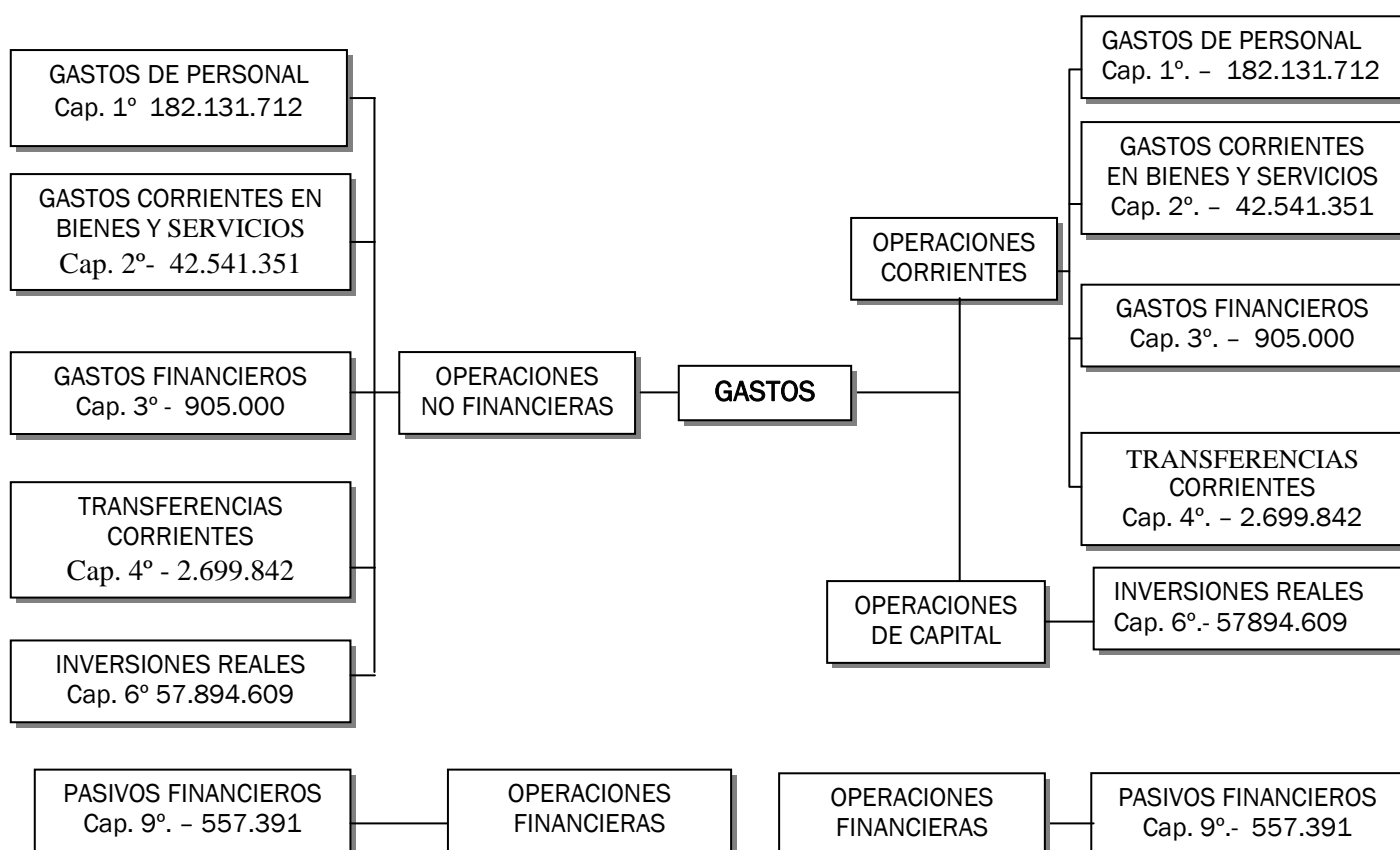 GASTOS DE PERSONAL
Cap. 1º 182.131.712
GASTOS CORRIENTES EN
BIENES Y SERVICIOS
Cap. 2º- 42.541.351
GASTOS FINANCIEROS
Cap. 3º - 905.000
TRANSFERENCIAS
CORRIENTES
Cap. 4º - 2.699.842
INVERSIONES REALES
Cap. 6º 57.894.609
OPERACIONES
NO FINANCIERAS
GASTOS
OPERACIONES
CORRIENTES
OPERACIONES
DE CAPITAL
GASTOS DE PERSONAL
Cap. 1º. – 182.131.712
GASTOS CORRIENTES
EN BIENES Y SERVICIOS
Cap. 2º. – 42.541.351
GASTOS FINANCIEROS
Cap. 3º. – 905.000
TRANSFERENCIAS
CORRIENTES
Cap. 4º. – 2.699.842
INVERSIONES REALES
Cap. 6º.- 57894.609
PASIVOS FINANCIEROS
Cap. 9º. – 557.391
OPERACIONES
FINANCIERAS
OPERACIONES
FINANCIERAS
PASIVOS FINANCIEROS
Cap. 9º.- 557.391